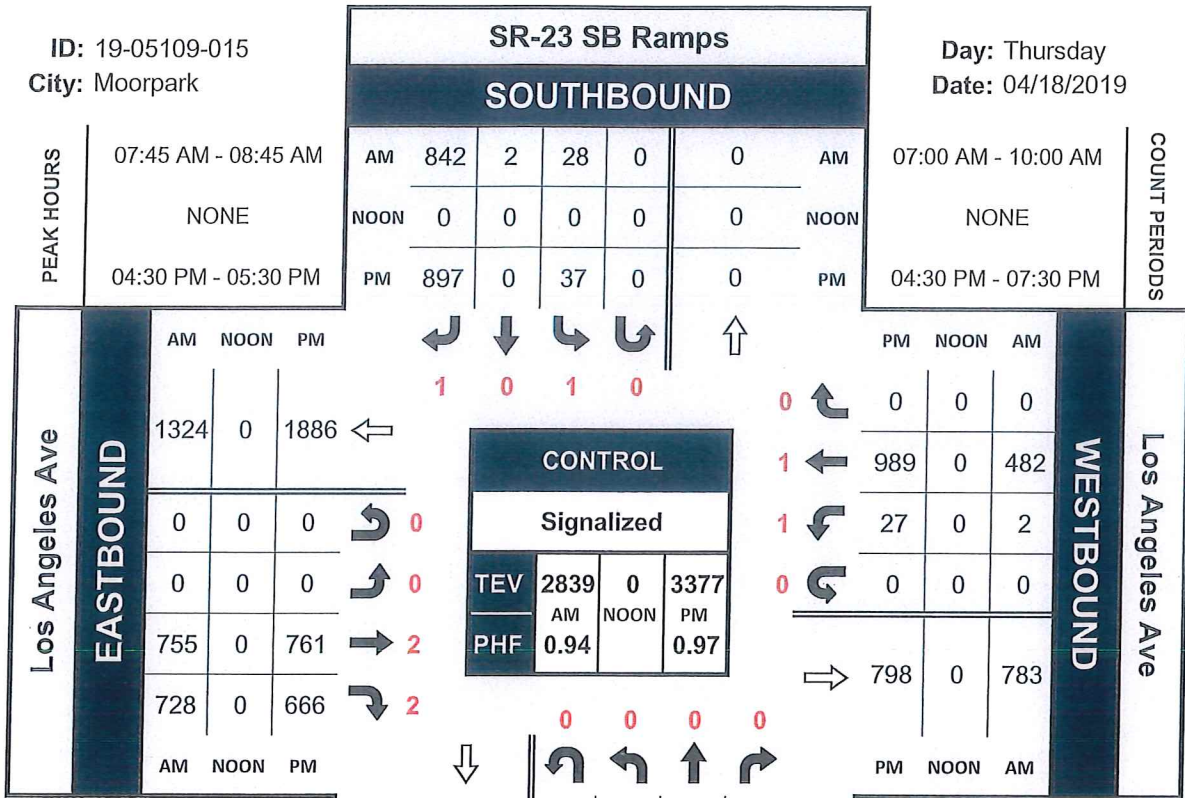 ID: 19-05109-015
City: Moorpark
SR-23 SB Ramps
SOUTHBOUND
Day: Thursday
Date: 04/18/2019
PEAK HOURS
07:45 AM - 08:45 AM
NONE
04:30 PM - 05:30 PM
AM 842 2 28 0 0 AM
NOON 0 0 0 0 0 NOON
PM 897 0 37 0 0 PM
07:00 AM - 10:00 AM
NONE
04:30 PM - 07:30 PM
COUNT PERIODS
1 0 1 0
Los Angeles Ave
EASTBOUND
AM NOON PM
1324 0 1886
0 0 0 0
0 0 0 0
755 0 761 2
728 0 666 2
AM NOON PM
CONTROL
Signalized
TEV 2839 0 3377
AM NOON PM
PHF 0.94 0.97
PM NOON AM
0 0 0 0
1 989 0 482
1 27 0 2
0 0 0 0
798 0 783
PM NOON AM
WESTBOUND
Los Angeles Ave
0 0 0 0